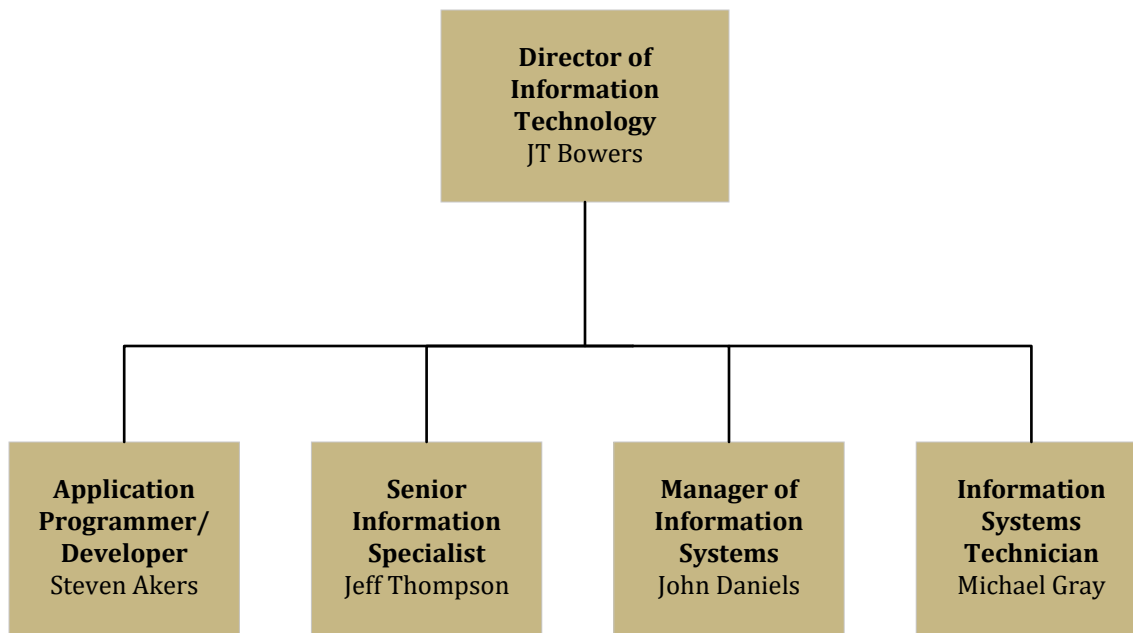 Director of
Information
Technology
JT Bowers
Application
Programmer/
Developer
Steven Akers
Senior
Information
Specialist
Jeff Thompson
Manager of
Information
Systems
John Daniels
Information
Systems
Technician
Michael Gray